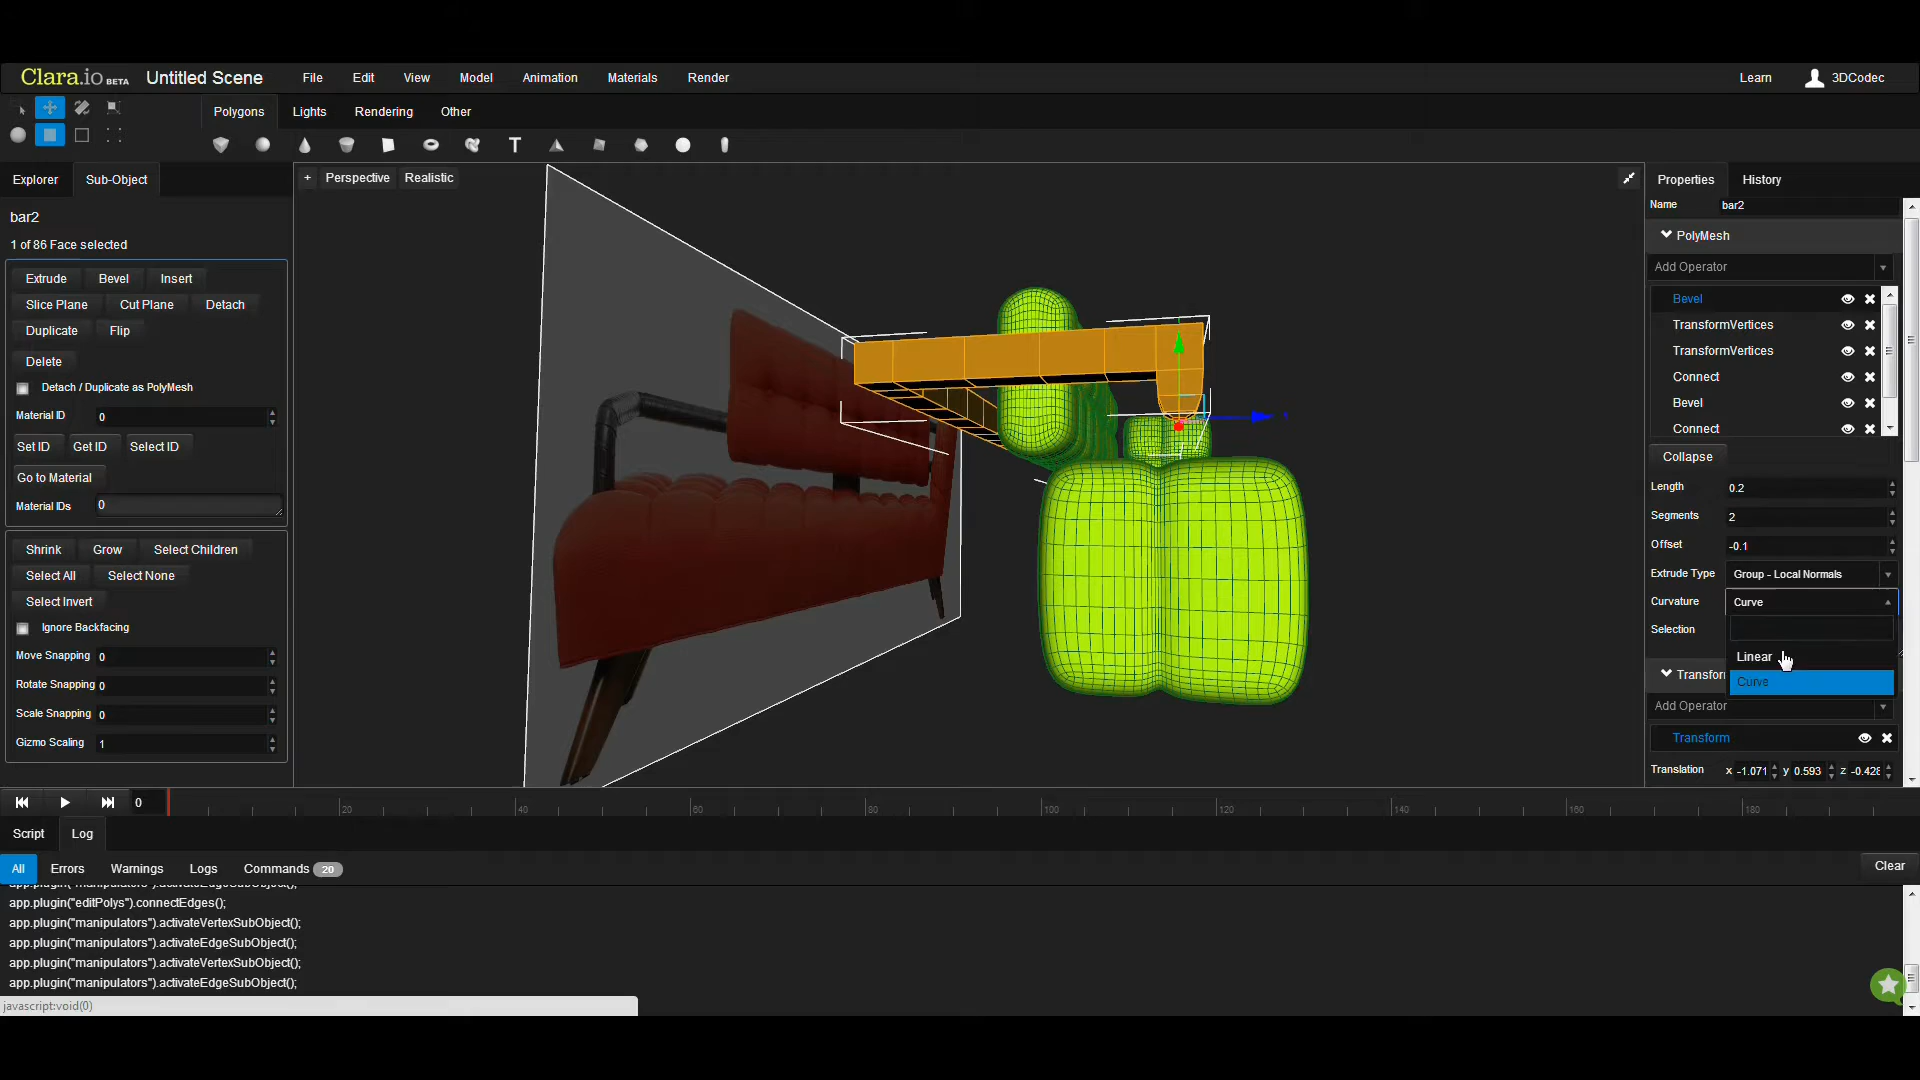 Clara.io BETA Untitled Scene File Edit View Model Animation Materials Render Learn 3DCodec
Polygons Lights Rendering Other
T
Explorer Sub-Object
+ Perspective Realistic
Properties History
bar2
1 of 86 Face selected
Extrude Bevel Insert
Slice Plane Cut Plane Detach
Duplicate Flip
Delete
Detach / Duplicate as PolyMesh
Material ID 0
Set ID Get ID Select ID
Go to Material
Material IDs 0
Shrink Grow Select Children
Select All Select None
Select Invert
Ignore Backfacing
Move Snapping 0
Rotate Snapping 0
Scale Snapping 0
Gizmo Scaling 1
Name bar2
PolyMesh
Add Operator
Bevel
TransformVertices
TransformVertices
Connect
Bevel
Connect
Collapse
Length 0.2
Segments 2
Offset -0.1
Extrude Type Group - Local Normals
Curvature Curve
Selection
Linear
Curve
Transfor
Add Operator
Transform
Translation x -1.071 y 0.593 z -0.428
0 20 40 60 80 100 120 140 160 180
Script Log
All Errors Warnings Logs Commands 20 Clear
app.plugin("manipulators").activateEdgeSubObject();
app.plugin("editPolys").connectEdges();
app.plugin("manipulators").activateVertexSubObject();
app.plugin("manipulators").activateEdgeSubObject();
app.plugin("manipulators").activateVertexSubObject();
app.plugin("manipulators").activateEdgeSubObject();
javascript:void(0)